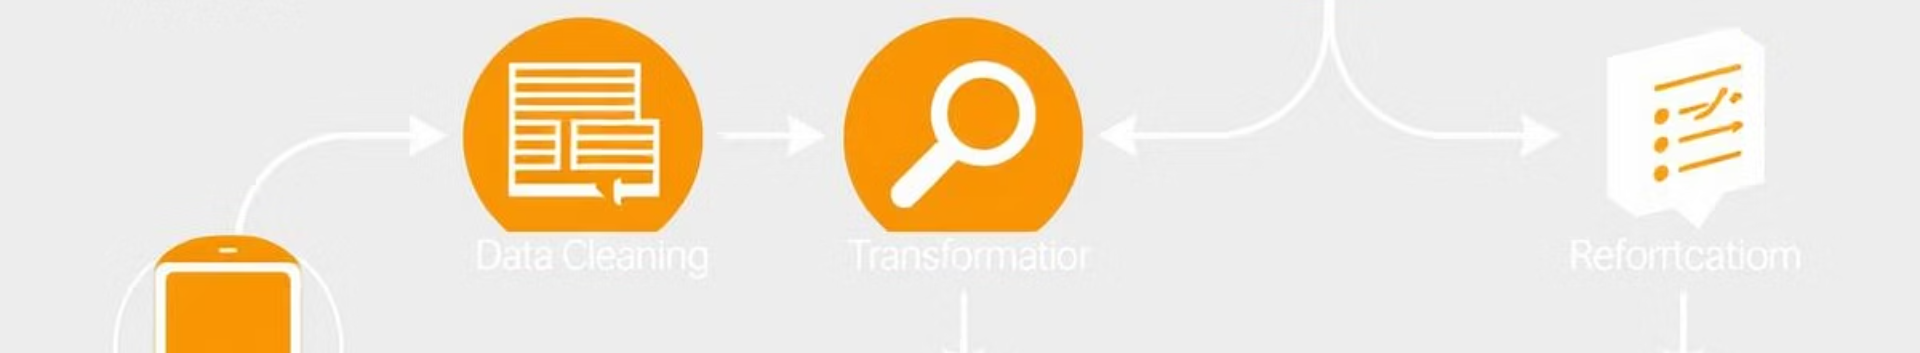 Data Cleaning
Transformatior
Reforrtcatiom